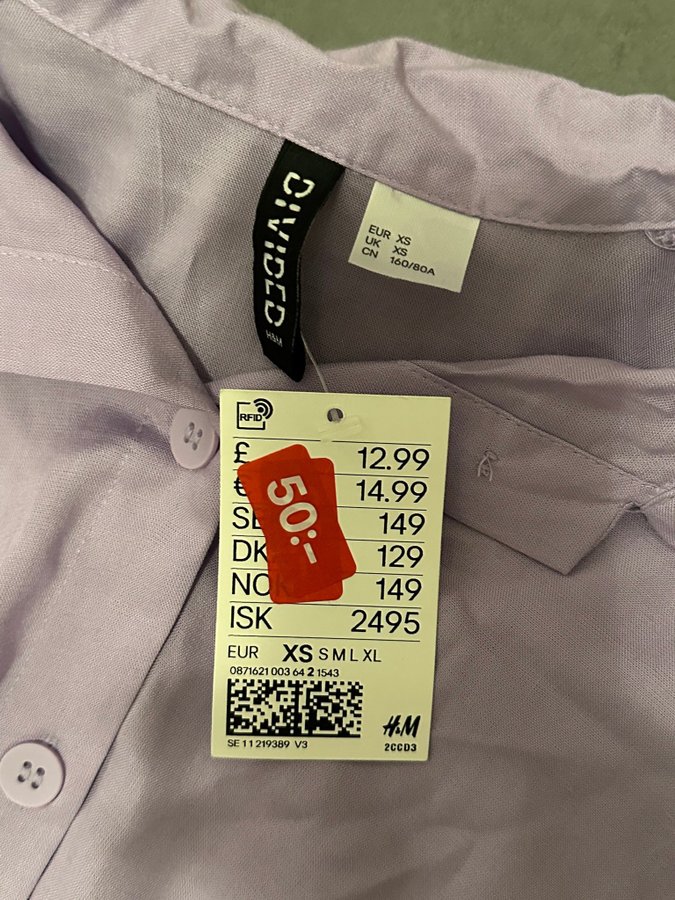 DIVIDED
H&M
EUR XS
UK XS
CN 160/80A
RFID
£ 12.99
€ 14.99
149
DK 129
NOK 149
ISK 2495
50:-
EUR XS S M L XL
0871621 003 64 2 1543
SE 11 219389 V3
H&M
2CCD3